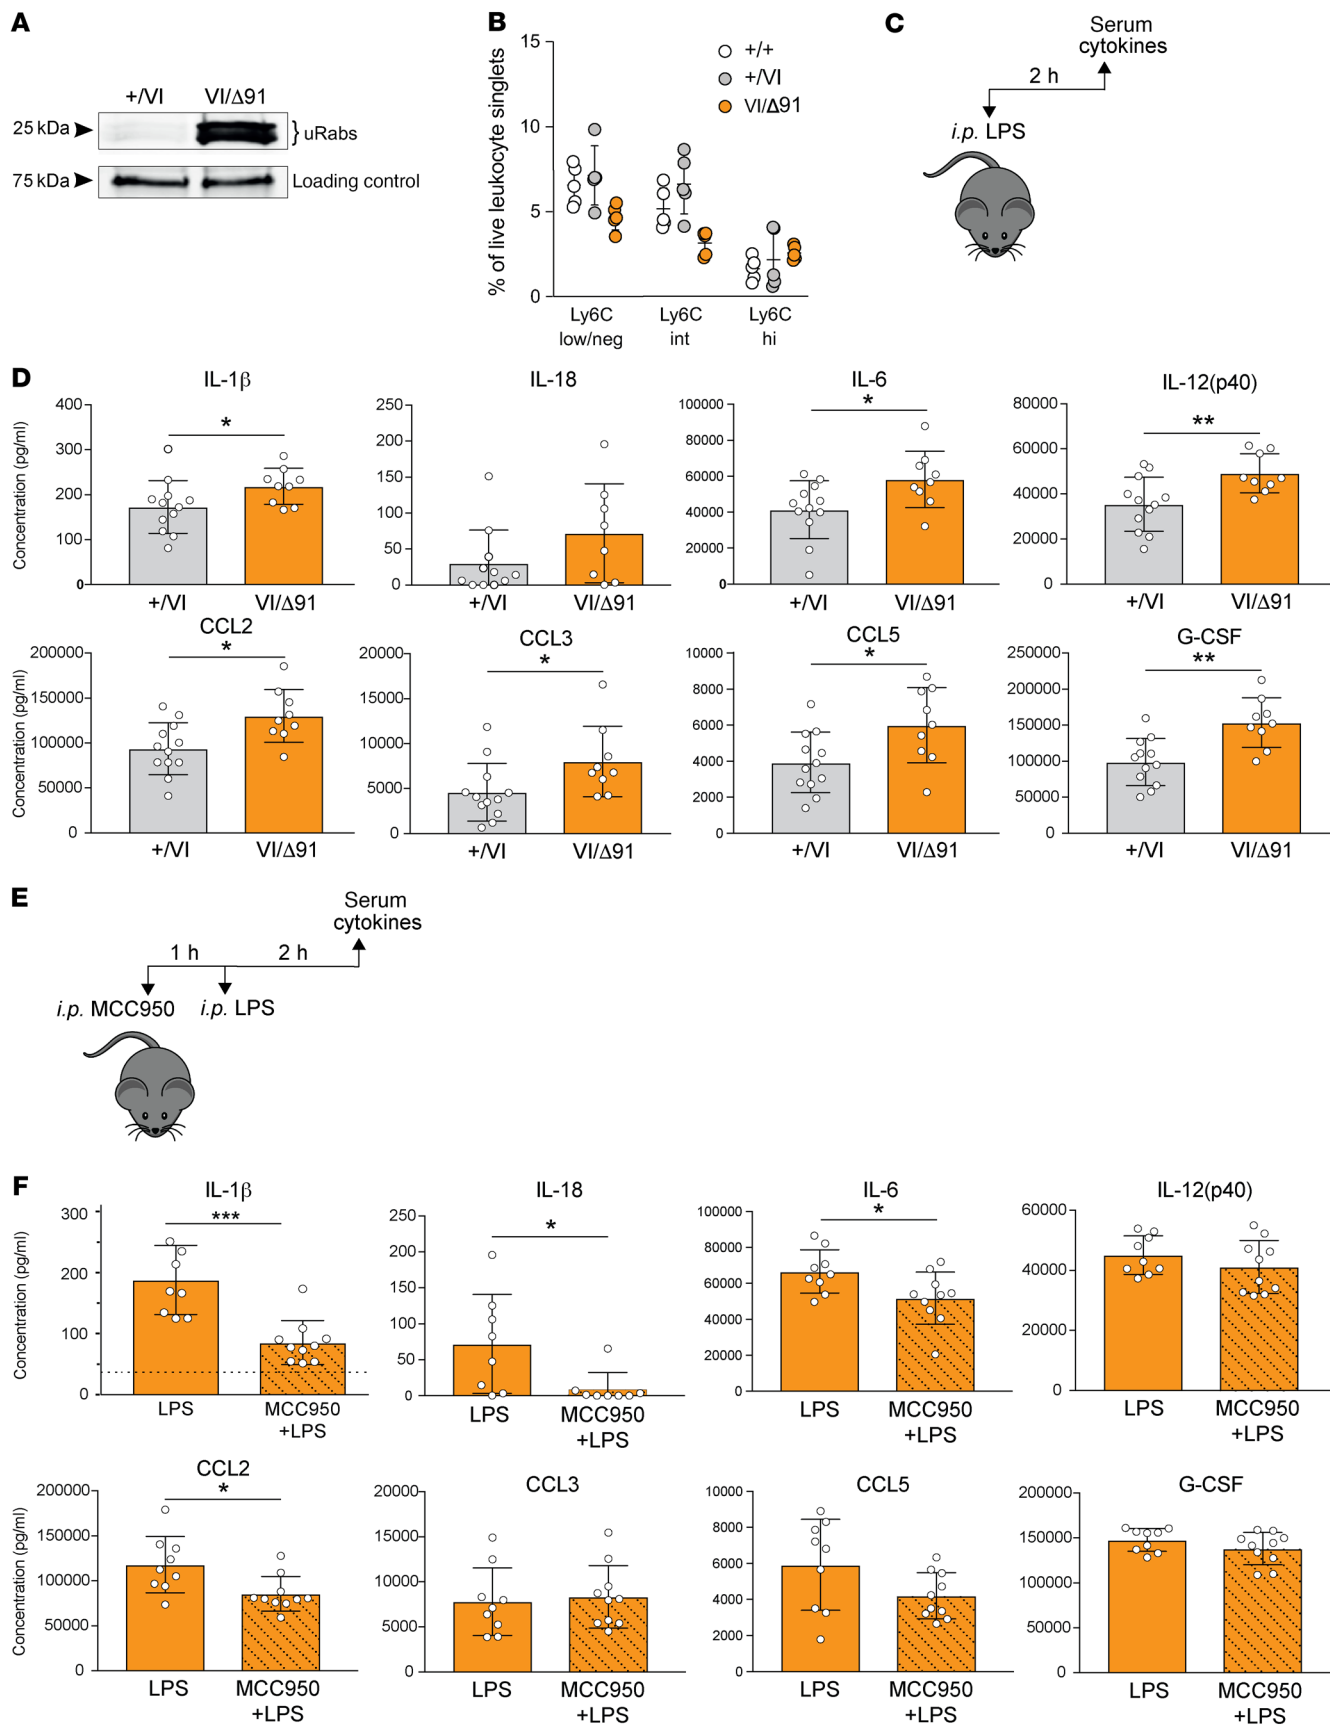 A
+/VI VI/Δ91
25 kDa
uRabs
75 kDa
Loading control
B
% of live leukocyte singlets
15
10
5
0
+/+
+/VI
VI/Δ91
Ly6C low/neg
Ly6C int
Ly6C hi
C
Serum
cytokines
2 h
i.p. LPS
D
IL-1β
Concentration (pg/ml)
400
300
200
100
0
*
+/VI VI/Δ91
IL-18
250
200
150
100
50
0
+/VI VI/Δ91
IL-6
100000
80000
60000
40000
20000
0
*
+/VI VI/Δ91
IL-12(p40)
80000
60000
40000
20000
0
**
+/VI VI/Δ91
CCL2
Concentration (pg/ml)
200000
150000
100000
50000
0
*
+/VI VI/Δ91
CCL3
20000
15000
10000
5000
0
*
+/VI VI/Δ91
CCL5
10000
8000
6000
4000
2000
0
*
+/VI VI/Δ91
G-CSF
250000
200000
150000
100000
50000
0
**
+/VI VI/Δ91
E
Serum
cytokines
1 h 2 h
i.p. MCC950 i.p. LPS
F
IL-1β
Concentration (pg/ml)
300
200
100
0
***
LPS MCC950
+LPS
IL-18
250
200
150
100
50
0
*
LPS MCC950
+LPS
IL-6
100000
80000
60000
40000
20000
0
*
LPS MCC950
+LPS
IL-12(p40)
60000
40000
20000
0
LPS MCC950
+LPS
CCL2
Concentration (pg/ml)
200000
150000
100000
50000
0
*
LPS MCC950
+LPS
CCL3
20000
15000
10000
5000
0
LPS MCC950
+LPS
CCL5
10000
8000
6000
4000
2000
0
LPS MCC950
+LPS
G-CSF
200000
150000
100000
50000
0
LPS MCC950
+LPS